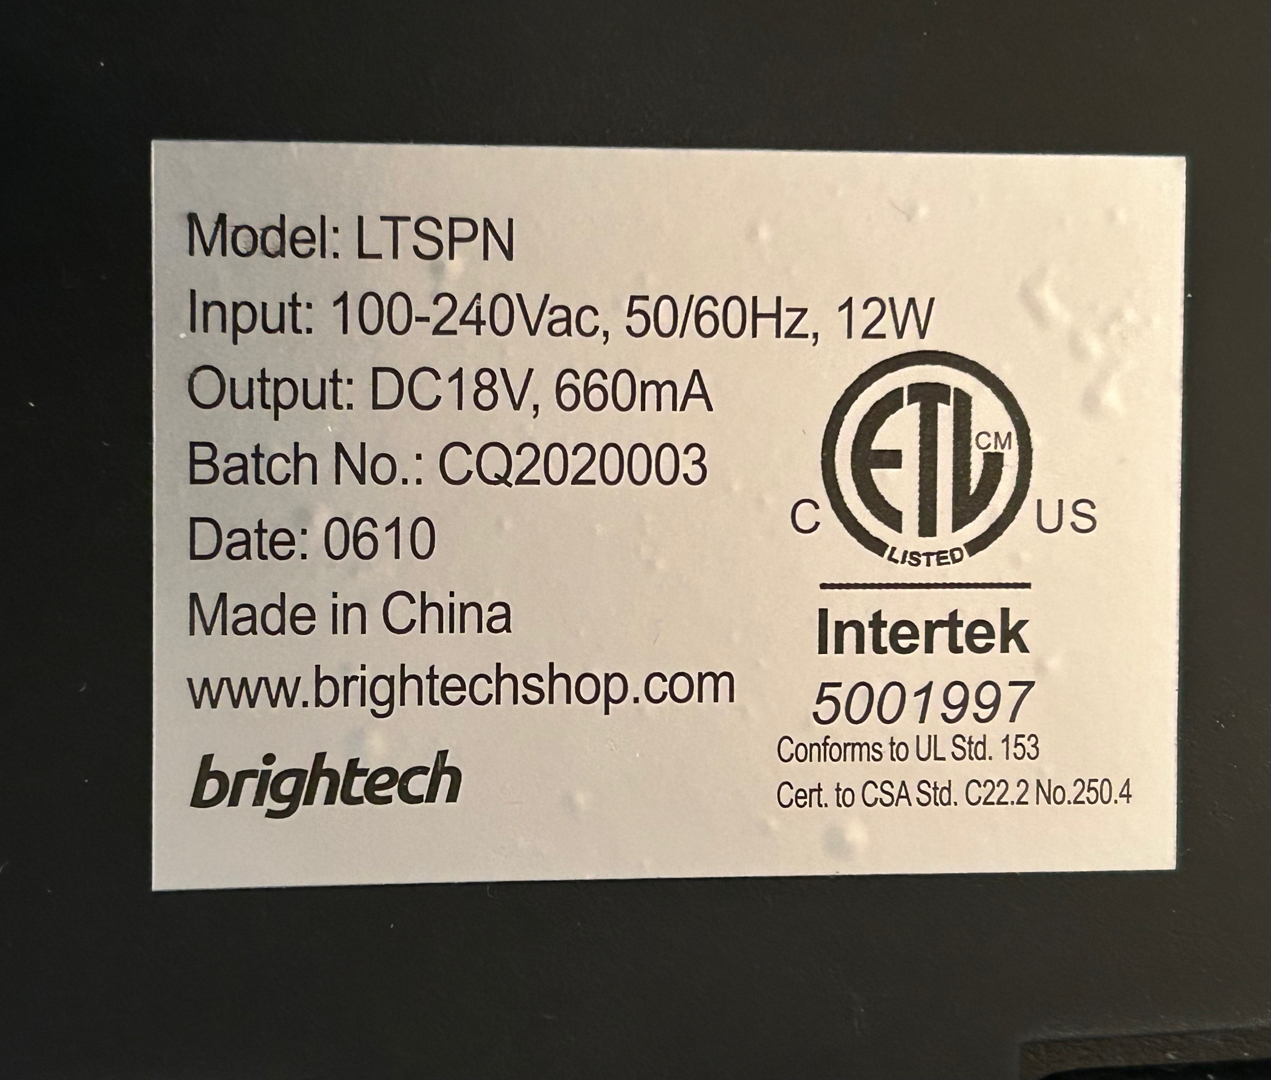 Model: LTSPN
Input: 100-240Vac, 50/60Hz, 12W
Output: DC18V, 660mA
Batch No.: CQ2020003
Date: 0610
Made in China
www.brightechshop.com
brightech
ETL CM
C US
LISTED
Intertek
5001997
Conforms to UL Std. 153
Cert. to CSA Std. C22.2 No.250.4